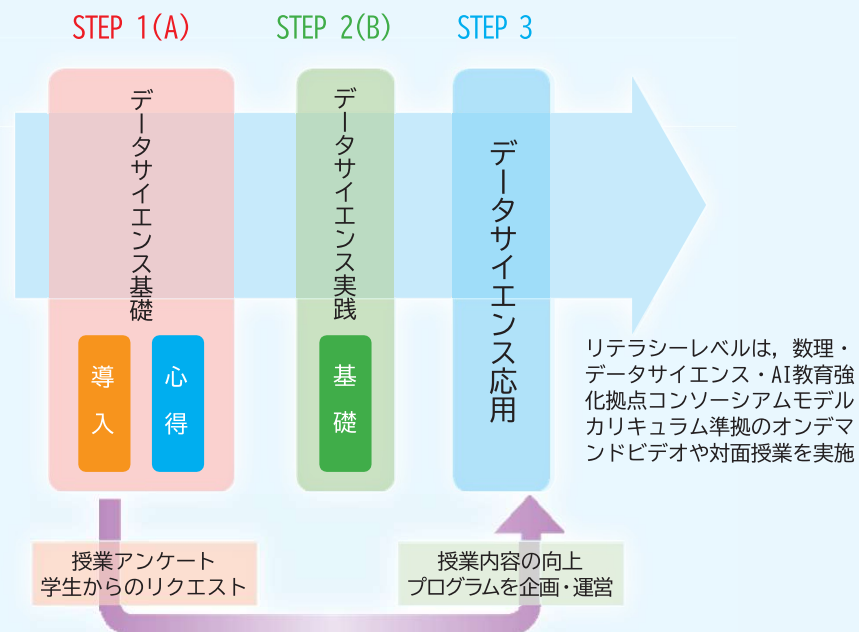 STEP 1(A)
STEP 2(B)
STEP 3
データサイエンス基礎
導入
心得
データサイエンス実践
基礎
データサイエンス応用
リテラシーレベルは，数理・
データサイエンス・AI教育強
化拠点コンソーシアムモデル
カリキュラム準拠のオンデマ
ンドビデオや対面授業を実施
授業アンケート
学生からのリクエスト
授業内容の向上
プログラムを企画・運営